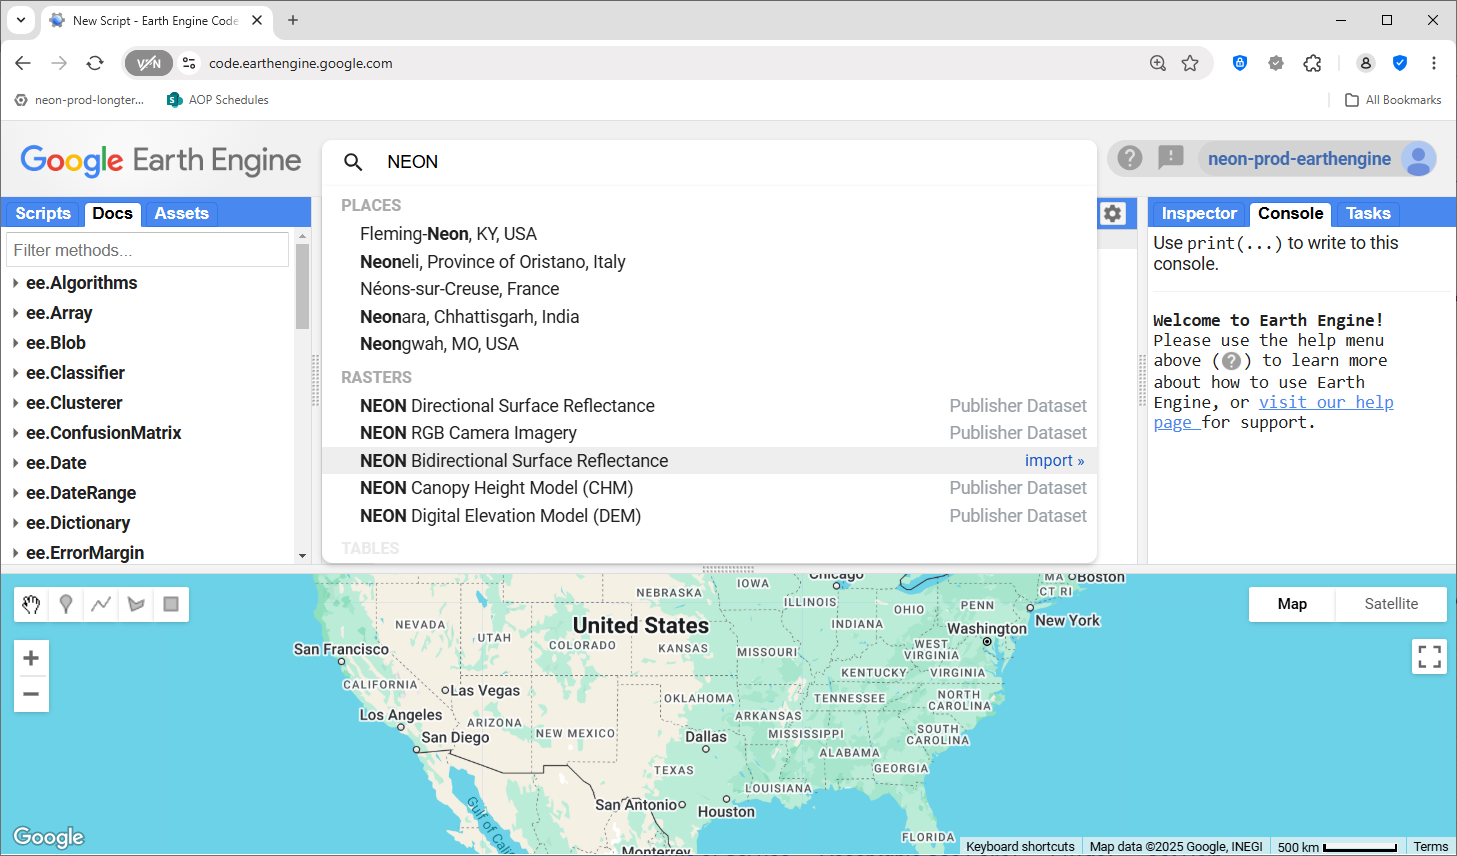 New Script - Earth Engine Code
VPN
code.earthengine.google.com
neon-prod-longter...
AOP Schedules
All Bookmarks
Google Earth Engine
NEON
neon-prod-earthengine
Scripts
Docs
Assets
Filter methods...
ee.Algorithms
ee.Array
ee.Blob
ee.Classifier
ee.Clusterer
ee.ConfusionMatrix
ee.Date
ee.DateRange
ee.Dictionary
ee.ErrorMargin
PLACES
Fleming-Neon, KY, USA
Neoneli, Province of Oristano, Italy
Néons-sur-Creuse, France
Neonara, Chhattisgarh, India
Neongwah, MO, USA
RASTERS
NEON Directional Surface Reflectance Publisher Dataset
NEON RGB Camera Imagery Publisher Dataset
NEON Bidirectional Surface Reflectance import »
NEON Canopy Height Model (CHM) Publisher Dataset
NEON Digital Elevation Model (DEM) Publisher Dataset
TABLES
Inspector
Console
Tasks
Use print(...) to write to this
console.
Welcome to Earth Engine!
Please use the help menu
above (?) to learn more
about how to use Earth
Engine, or visit our help
page for support.
Map
Satellite
IOWA
Chicago
MA
Boston
CT RI
NEBRASKA
ILLINOIS
OHIO
PENN
New York
NEVADA
UTAH
United States
INDIANA
Washington
San Francisco
COLORADO
KANSAS
MISSOURI
WEST
VIRGINIA
KENTUCKY
VIRGINIA
CALIFORNIA
Las Vegas
OKLAHOMA
TENNESSEE
NORTH
CAROLINA
Los Angeles
ARIZONA
NEW MEXICO
ARKANSAS
MISSISSIPPI
SOUTH
CAROLINA
San Diego
Dallas
ALABAMA
TEXAS
GEORGIA
LOUISIANA
San Antonio
Houston
Gulf of
FLORIDA
Monterrey
Google
Keyboard shortcuts
Map data ©2025 Google, INEGI
500 km
Terms